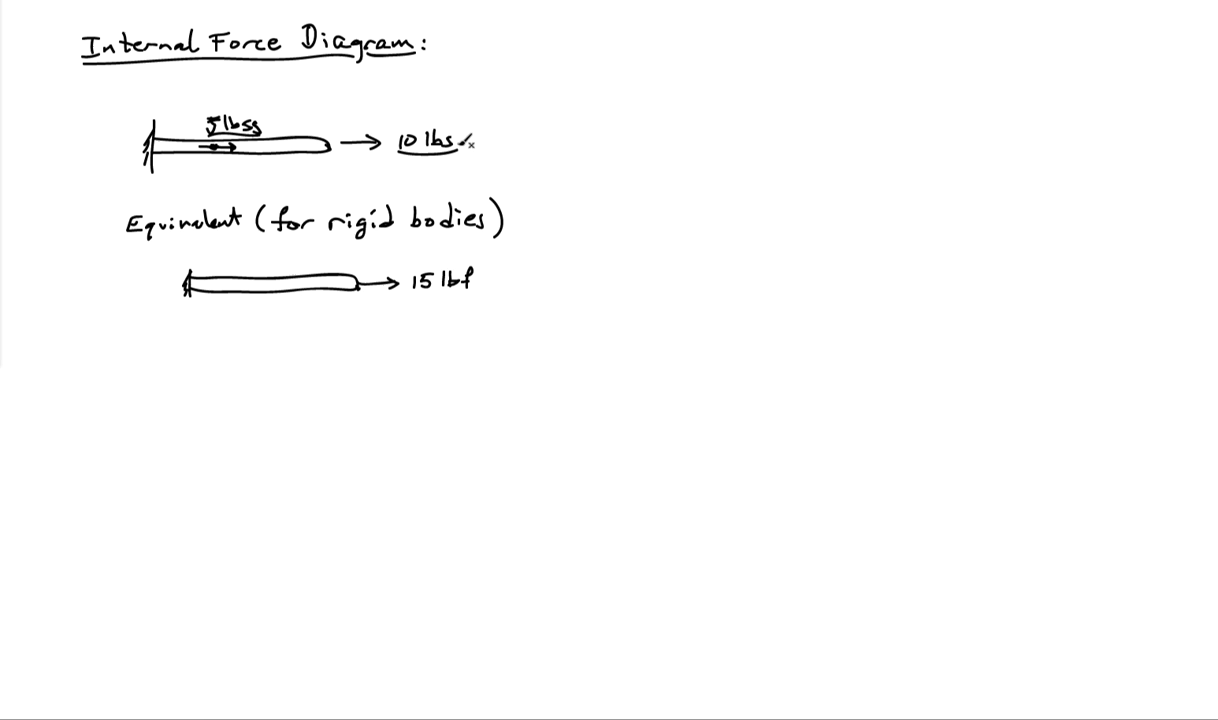 Internal Force Diagram:
5 lbs
10 lbs
Equivalent (for rigid bodies)
15 lbf